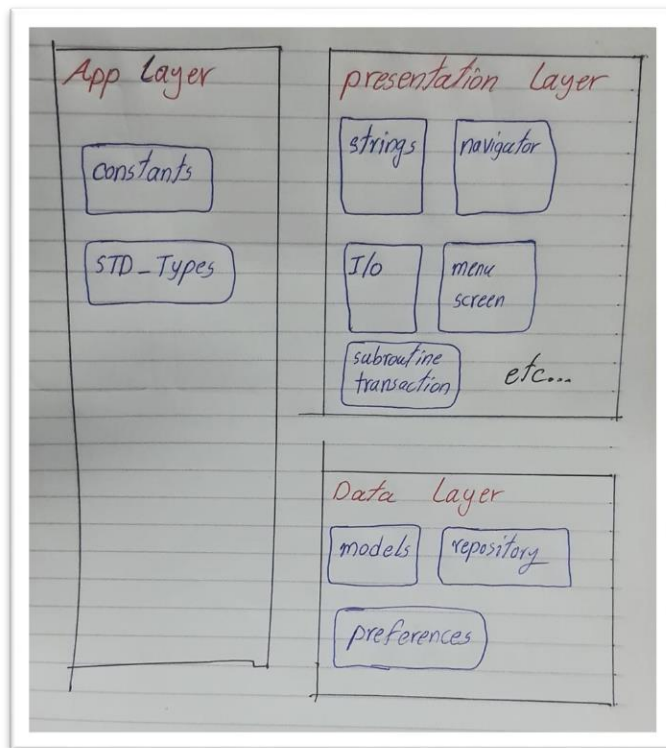 App Layer
constants
STD_Types
presentation Layer
strings
navigator
I/o
menu
screen
subroutine
transaction
etc...
Data Layer
models
repository
preferences